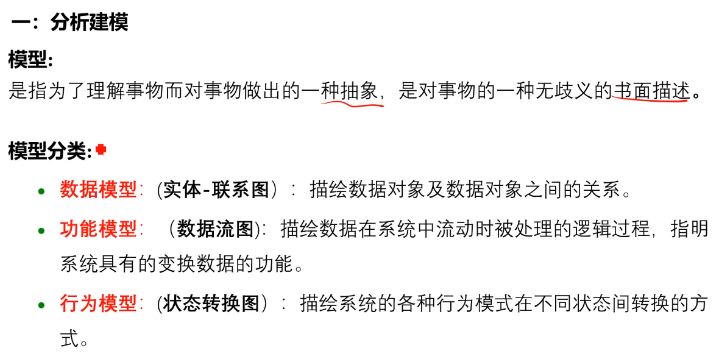 一：分析建模
模型:
是指为了理解事物而对事物做出的一种抽象，是对事物的一种无歧义的书面描述。
模型分类:
• 数据模型：(实体-联系图）：描绘数据对象及数据对象之间的关系。
• 功能模型：（数据流图)：描绘数据在系统中流动时被处理的逻辑过程，指明
系统具有的变换数据的功能。
• 行为模型：(状态转换图）：描绘系统的各种行为模式在不同状态间转换的方
式。